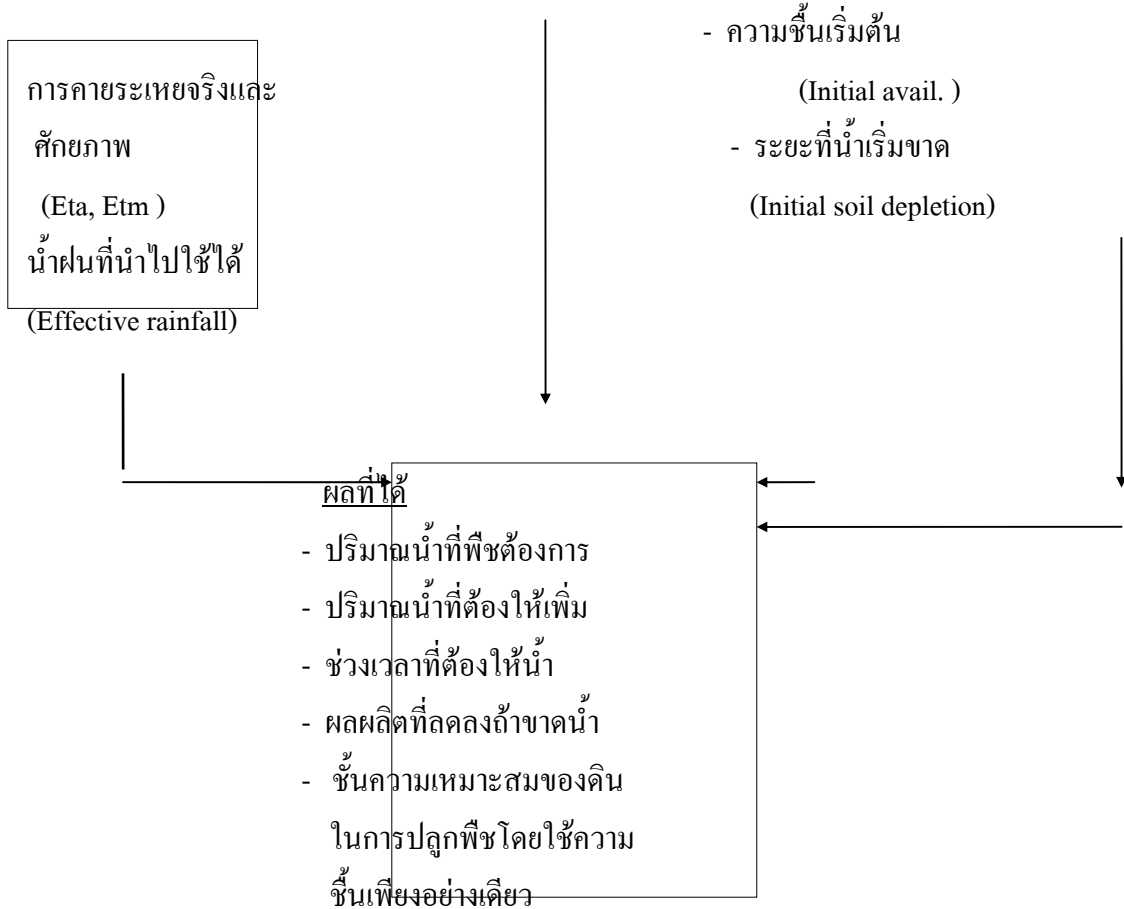 การคายระเหยจริงและ
ศักยภาพ
(Eta, Etm )
น้ำฝนที่นำไปใช้ได้
(Effective rainfall)
- ความชื้นเริ่มต้น
(Initial avail. )
- ระยะที่น้ำเริ่มขาด
(Initial soil depletion)
ผลที่ได้
- ปริมาณน้ำที่พืชต้องการ
- ปริมาณน้ำที่ต้องให้เพิ่ม
- ช่วงเวลาที่ต้องให้น้ำ
- ผลผลิตที่ลดลงถ้าขาดน้ำ
- ชั้นความเหมาะสมของดิน
ในการปลูกพืชโดยใช้ความ
ชื้นเพียงอย่างเดียว